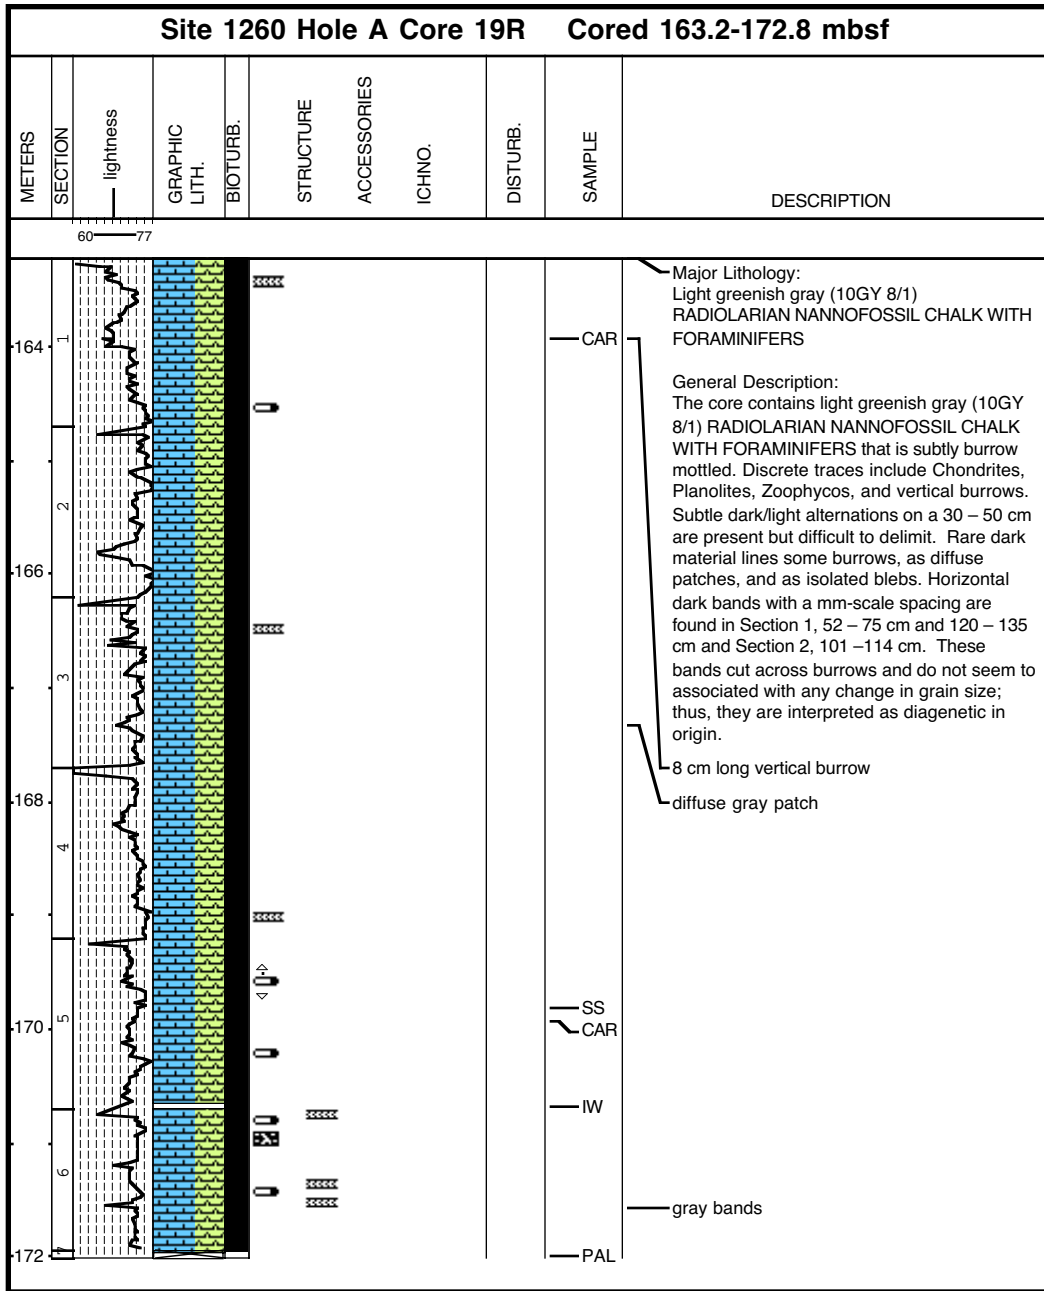 Site 1260 Hole A Core 19R Cored 163.2-172.8 mbsf
METERS
SECTION
lightness
GRAPHIC
LITH.
BIOTURB.
STRUCTURE
ACCESSORIES
ICHNO.
DISTURB.
SAMPLE
DESCRIPTION
60 77
164
166
168
170
172
1
2
3
4
5
6
7
CAR
SS
CAR
IW
PAL
Major Lithology:
Light greenish gray (10GY 8/1)
RADIOLARIAN NANNOFOSSIL CHALK WITH
FORAMINIFERS
General Description:
The core contains light greenish gray (10GY
8/1) RADIOLARIAN NANNOFOSSIL CHALK
WITH FORAMINIFERS that is subtly burrow
mottled. Discrete traces include Chondrites,
Planolites, Zoophycos, and vertical burrows.
Subtle dark/light alternations on a 30 – 50 cm
are present but difficult to delimit. Rare dark
material lines some burrows, as diffuse
patches, and as isolated blebs. Horizontal
dark bands with a mm-scale spacing are
found in Section 1, 52 – 75 cm and 120 – 135
cm and Section 2, 101 –114 cm. These
bands cut across burrows and do not seem to
associated with any change in grain size;
thus, they are interpreted as diagenetic in
origin.
8 cm long vertical burrow
diffuse gray patch
gray bands